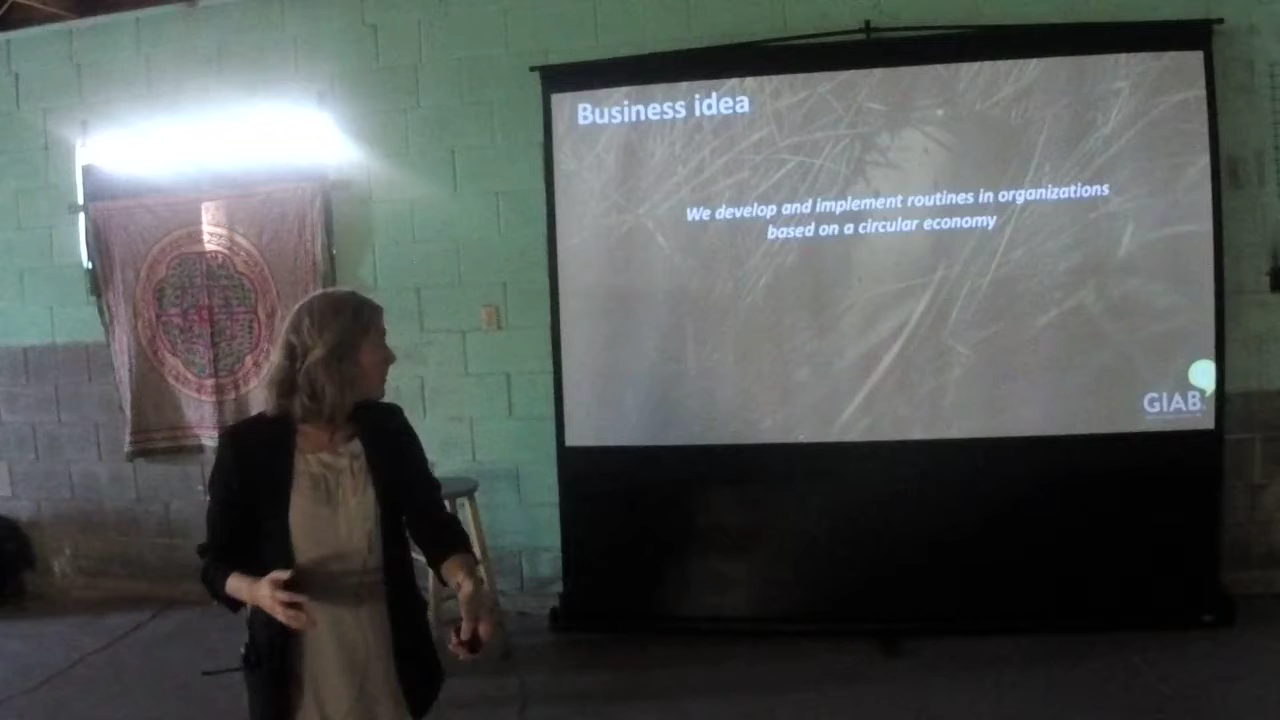 Business idea
We develop and implement routines in organizations
based on a circular economy
GIAB